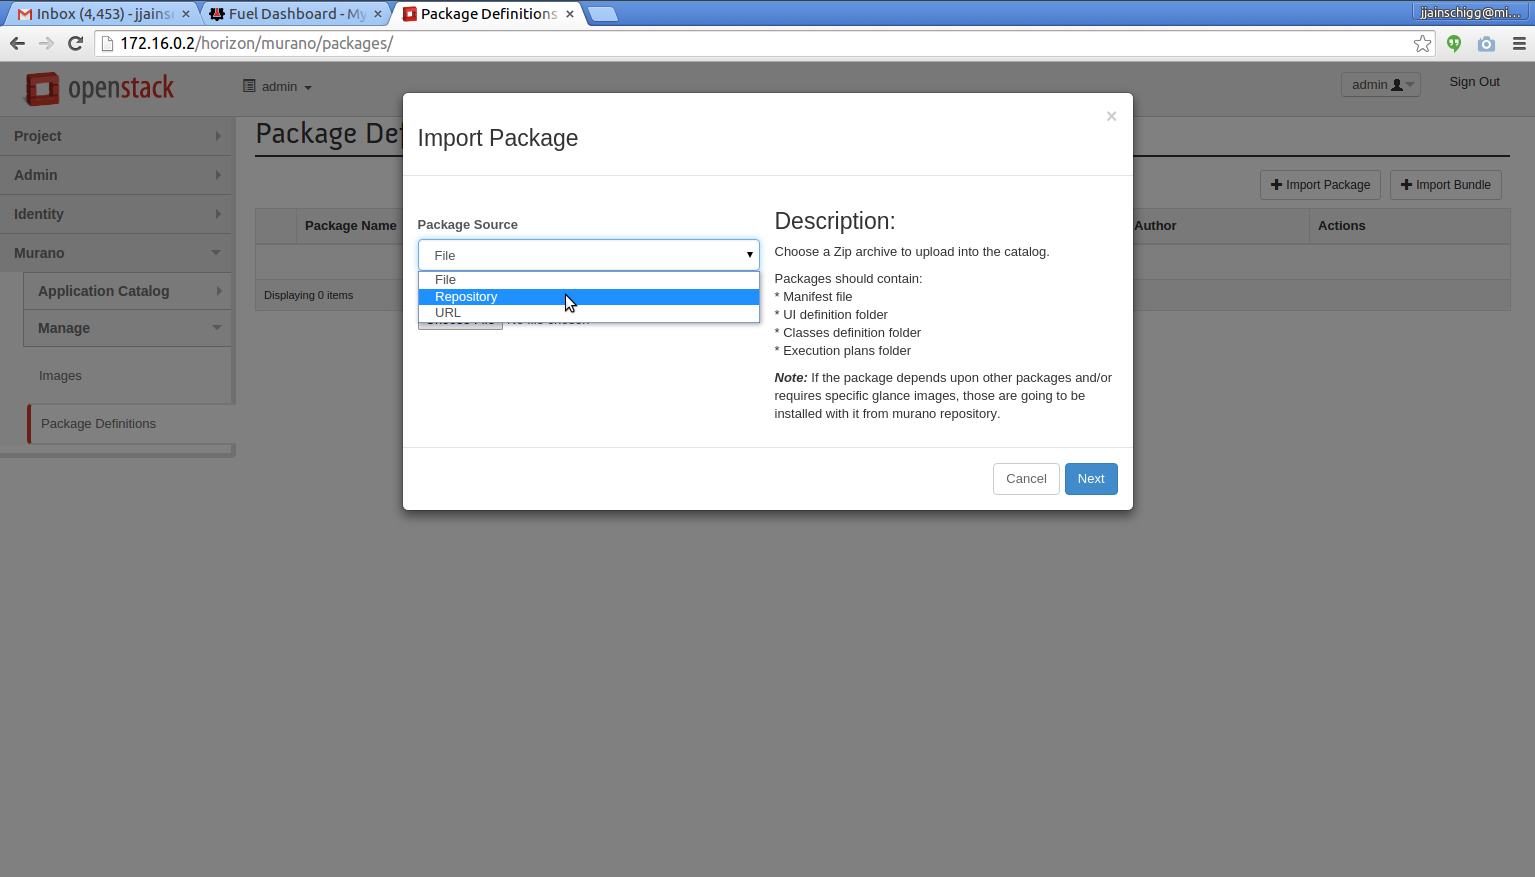 Inbox (4,453) - jjains
Fuel Dashboard - My
Package Definitions
jjainschigg@mi...
172.16.0.2/horizon/murano/packages/
openstack
admin
admin
Sign Out
Project
Admin
Identity
Murano
Application Catalog
Manage
Images
Package Definitions
Package Def
Import Package
Import Bundle
Package Name
Author
Actions
Displaying 0 items
Import Package
×
Package Source
File
File
Repository
URL
Description:
Choose a Zip archive to upload into the catalog.
Packages should contain:
* Manifest file
* UI definition folder
* Classes definition folder
* Execution plans folder
Note: If the package depends upon other packages and/or
requires specific glance images, those are going to be
installed with it from murano repository.
Cancel
Next